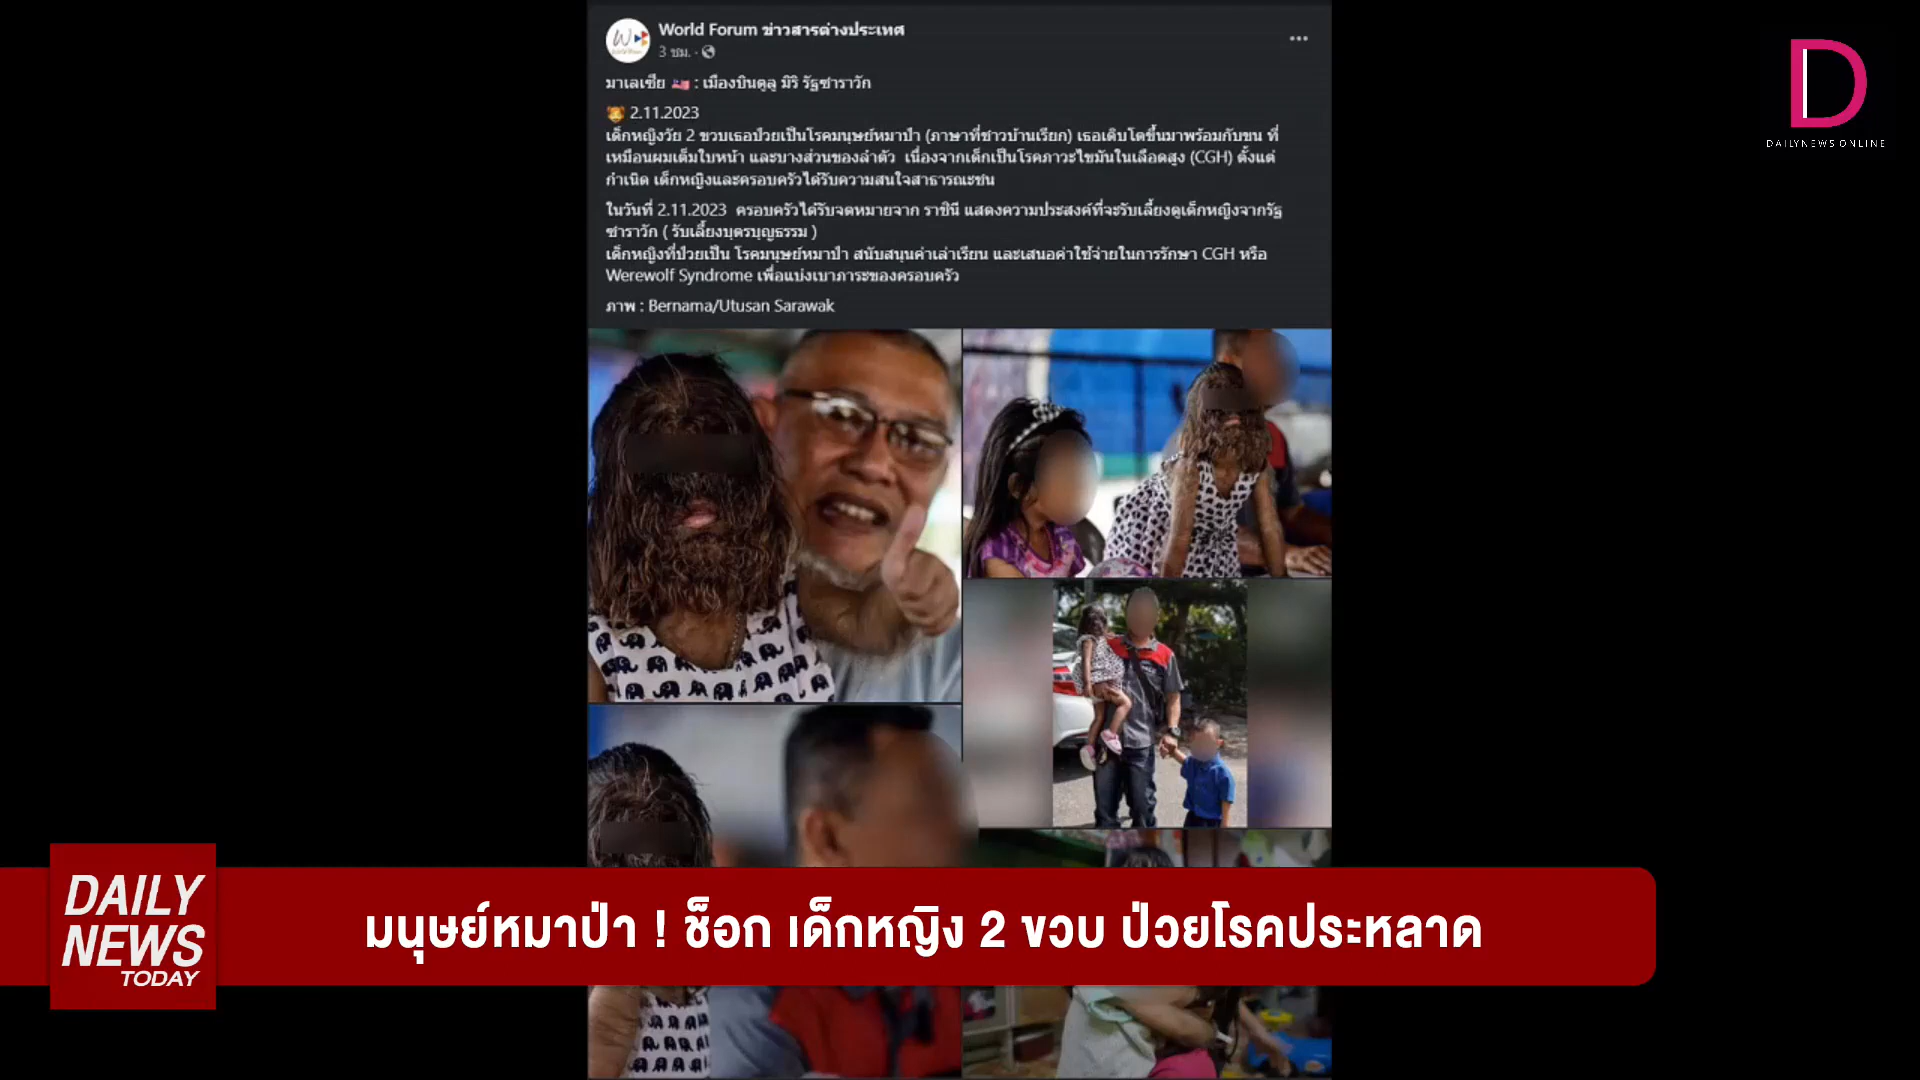 World Forum ข่าวสารต่างประเทศ
3 ชม. ·
มาเลเซีย 🇲🇾 : เมืองบินตูลู มิริ รัฐซาราวัก
🦁 2.11.2023
เด็กหญิงวัย 2 ขวบเธอป่วยเป็นโรคมนุษย์หมาป่า (ภาษาที่ชาวบ้านเรียก) เธอเติบโตขึ้นมาพร้อมกับขน ที่
เหมือนผมเต็มใบหน้า และบางส่วนของลำตัว เนื่องจากเด็กเป็นโรคภาวะไขมันในเลือดสูง (CGH) ตั้งแต่
กำเนิด เด็กหญิงและครอบครัวได้รับความสนใจสาธารณะชน
ในวันที่ 2.11.2023 ครอบครัวได้รับจดหมายจาก ราชินี แสดงความประสงค์ที่จะรับเลี้ยงดูเด็กหญิงจากรัฐ
ซาราวัก ( รับเลี้ยงบุตรบุญธรรม )
เด็กหญิงที่ป่วยเป็น โรคมนุษย์หมาป่า สนับสนุนค่าเล่าเรียน และเสนอค่าใช้จ่ายในการรักษา CGH หรือ
Werewolf Syndrome เพื่อแบ่งเบาภาระของครอบครัว
ภาพ : Bernama/Utusan Sarawak
D
DAILYNEWS ONLINE
DAILY
NEWS
TODAY
มนุษย์หมาป่า ! ช็อก เด็กหญิง 2 ขวบ ป่วยโรคประหลาด